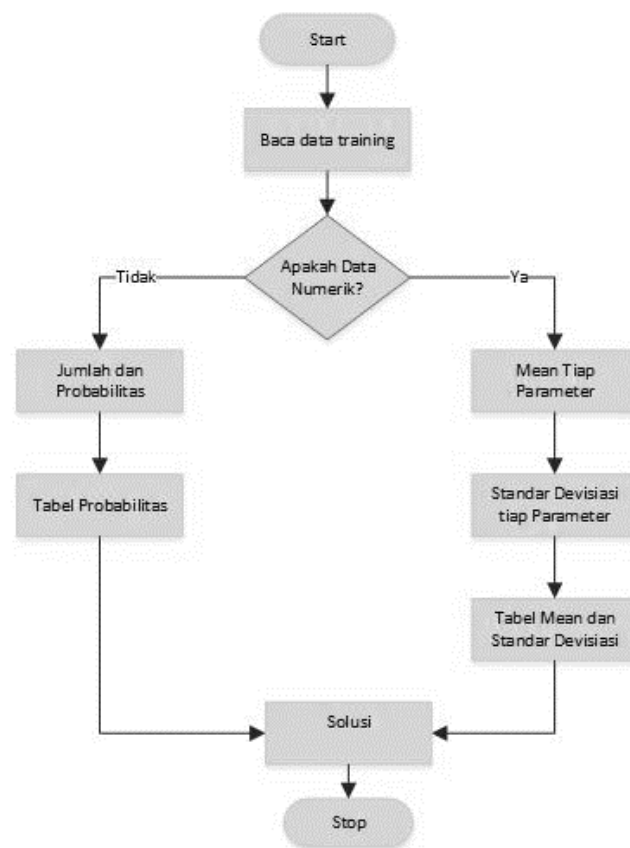 Start
Baca data training
Apakah Data
Numerik?
Tidak
Ya
Jumlah dan
Probabilitas
Mean Tiap
Parameter
Tabel Probabilitas
Standar Devisiasi
tiap Parameter
Tabel Mean dan
Standar Devisiasi
Solusi
Stop